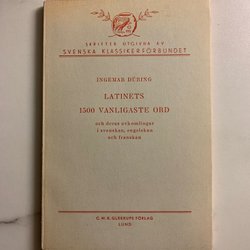 SKRIFTER UTGIVNA AV
SVENSKA KLASSIKERFÖRBUNDET
INGEMAR DÜRING
LATINETS
1500 VANLIGASTE ORD
och deras avkomlingar
i svenskan, engelskan
och franskan
C. W. K. GLEERUPS FÖRLAG
LUND